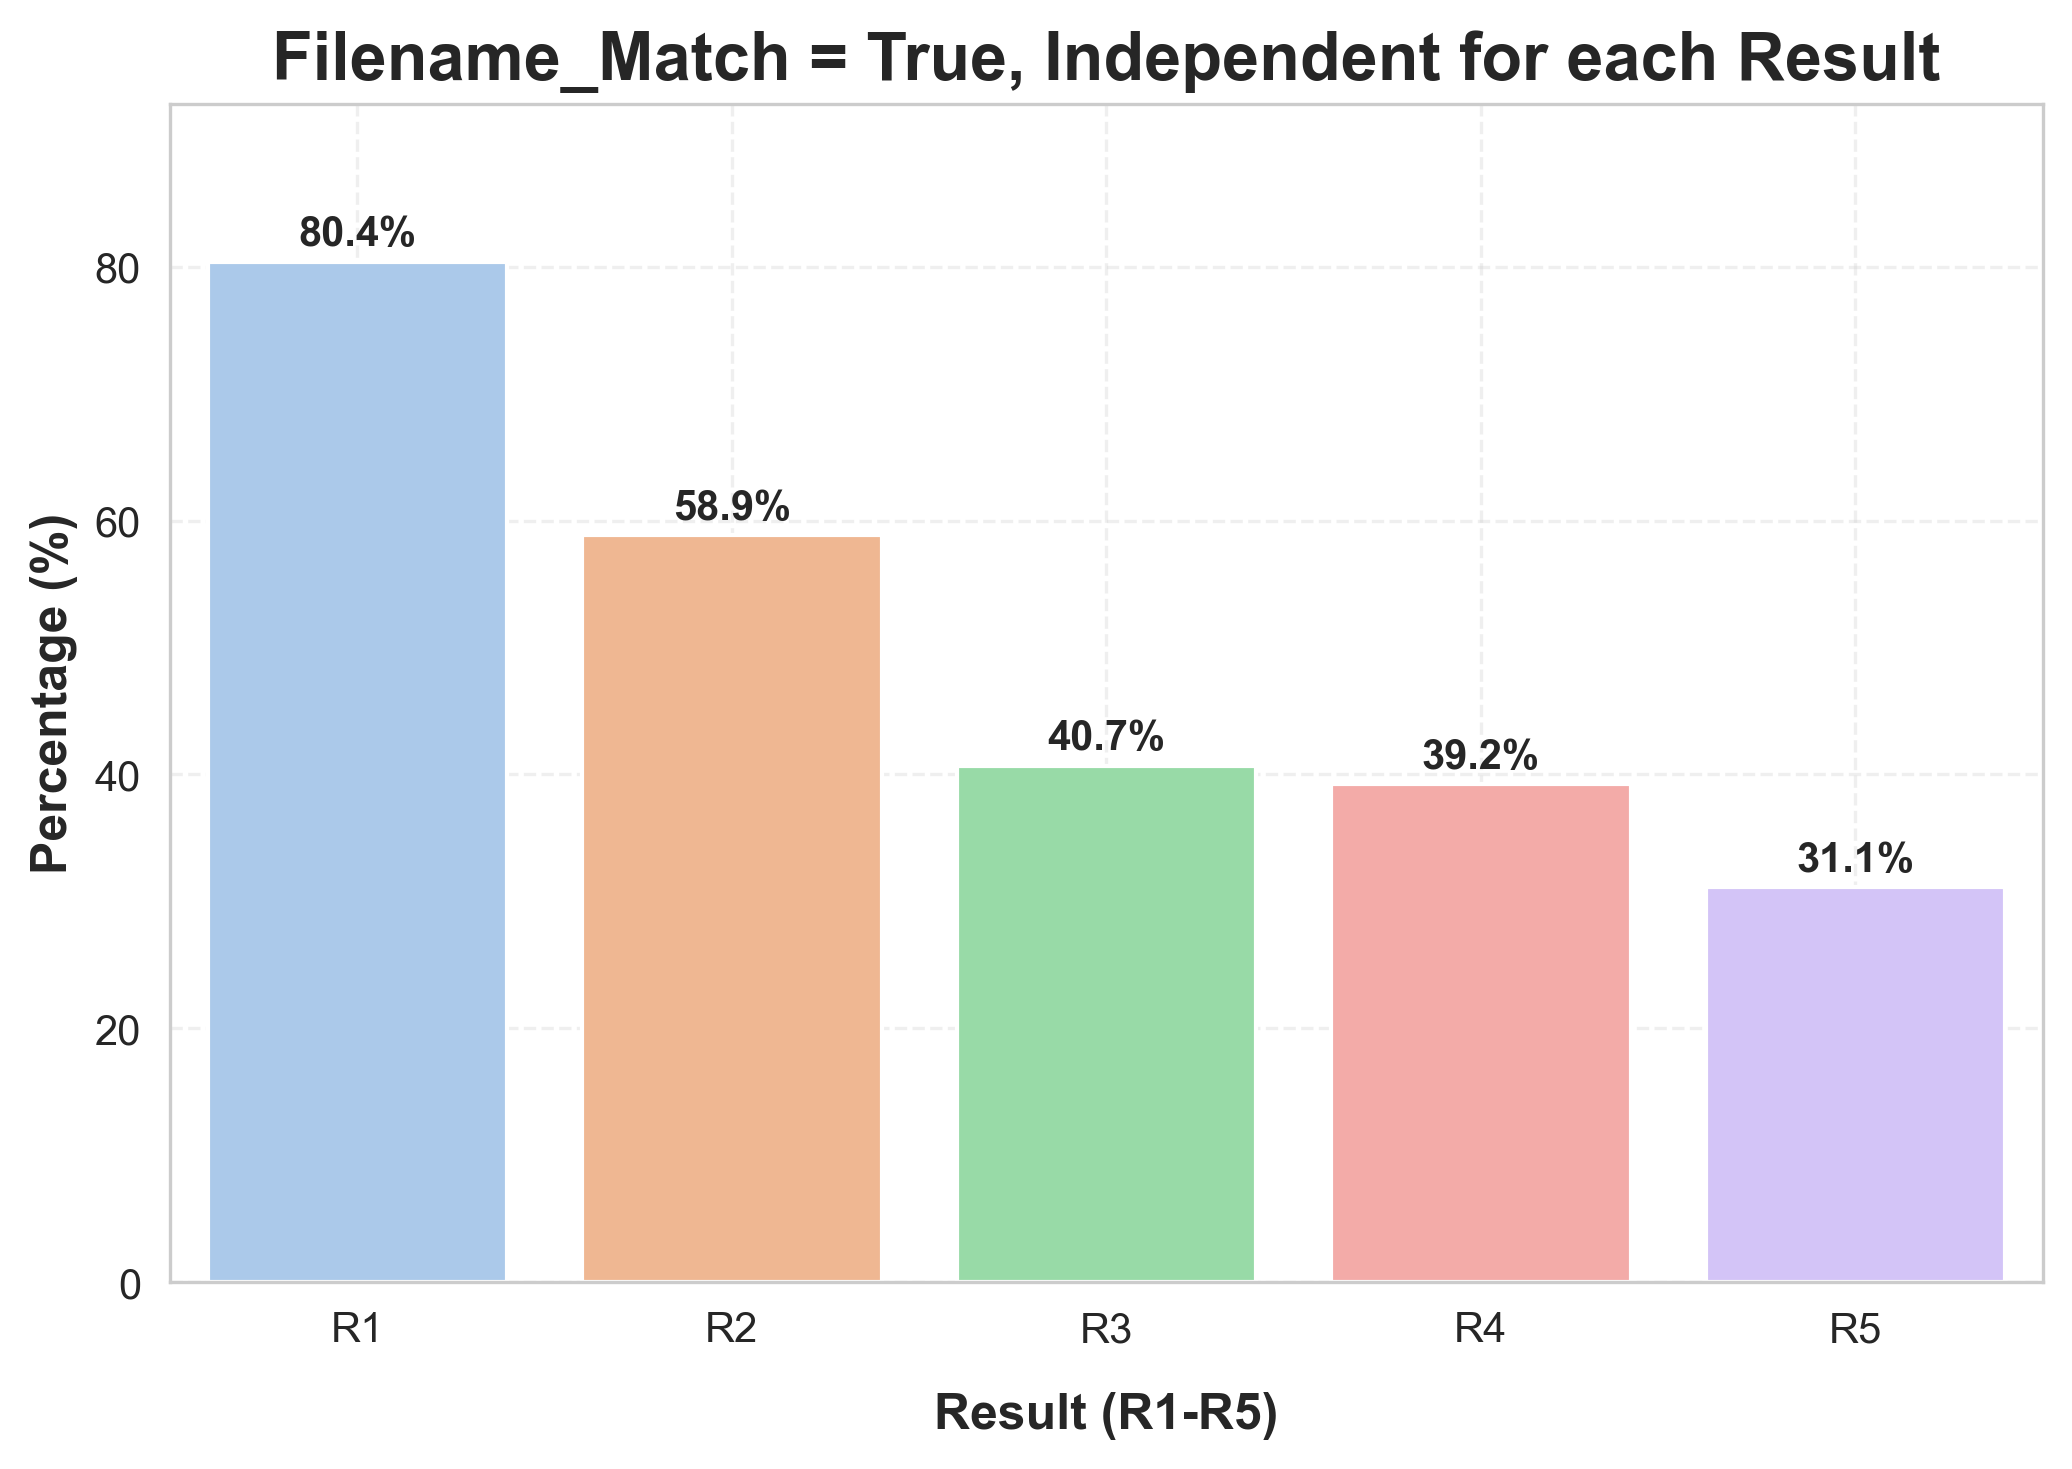 Filename_Match = True, Independent for each Result
80.4%
58.9%
40.7%
39.2%
31.1%
Percentage (%)
80
60
40
20
0
R1
R2
R3
R4
R5
Result (R1-R5)